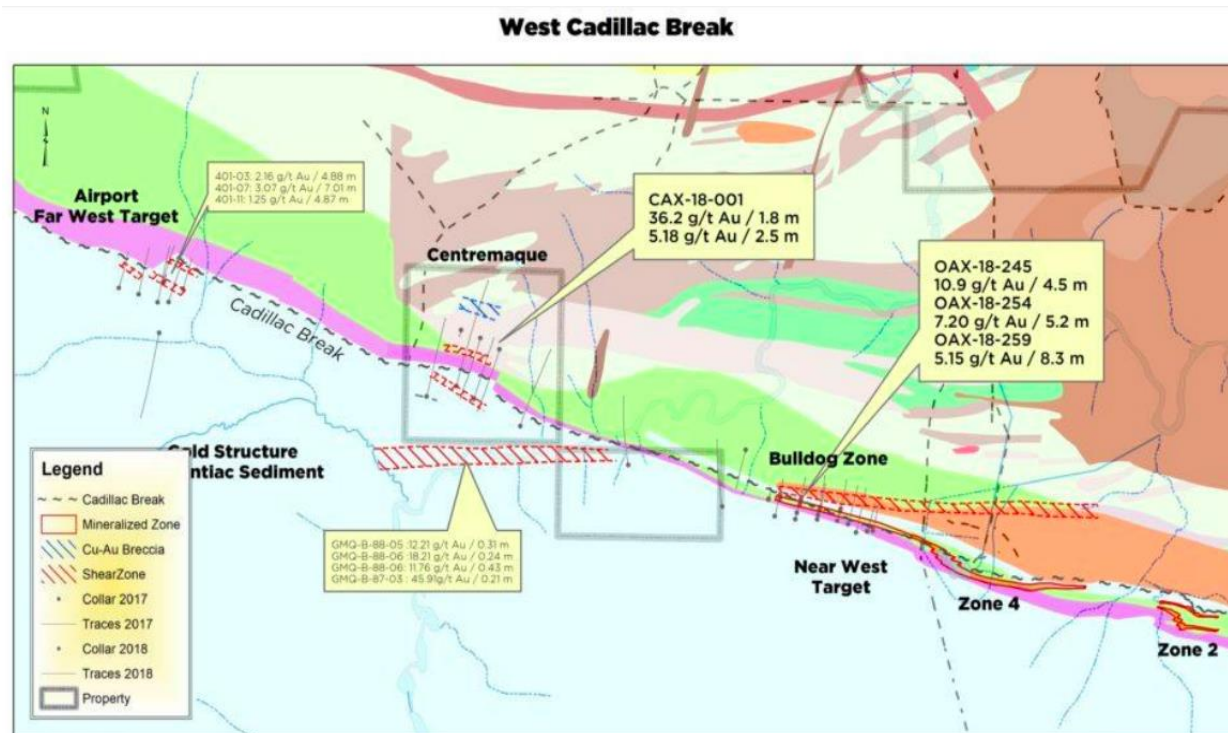 West Cadillac Break
N
401-03: 2.16 g/t Au / 4.88 m
401-07: 3.07 g/t Au / 7.01 m
401-11: 1.25 g/t Au / 4.87 m
Airport
Far West Target
CAX-18-001
36.2 g/t Au / 1.8 m
5.18 g/t Au / 2.5 m
Centremaque
OAX-18-245
10.9 g/t Au / 4.5 m
OAX-18-254
7.20 g/t Au / 5.2 m
OAX-18-259
5.15 g/t Au / 8.3 m
Cadillac Break
Structure
Sediment
Bulldog Zone
GMQ-B-88-05 :12.21 g/t Au / 0.31 m
GMQ-B-88-06 :18.21 g/t Au / 0.24 m
GMQ-B-88-06: 11.76 g/t Au / 0.43 m
GMQ-B-87-03 : 45.91g/t Au / 0.21 m
Near West
Target
Zone 4
Zone 2
Legend
Cadillac Break
Mineralized Zone
Cu-Au Breccia
ShearZone
Collar 2017
Traces 2017
Collar 2018
Traces 2018
Property